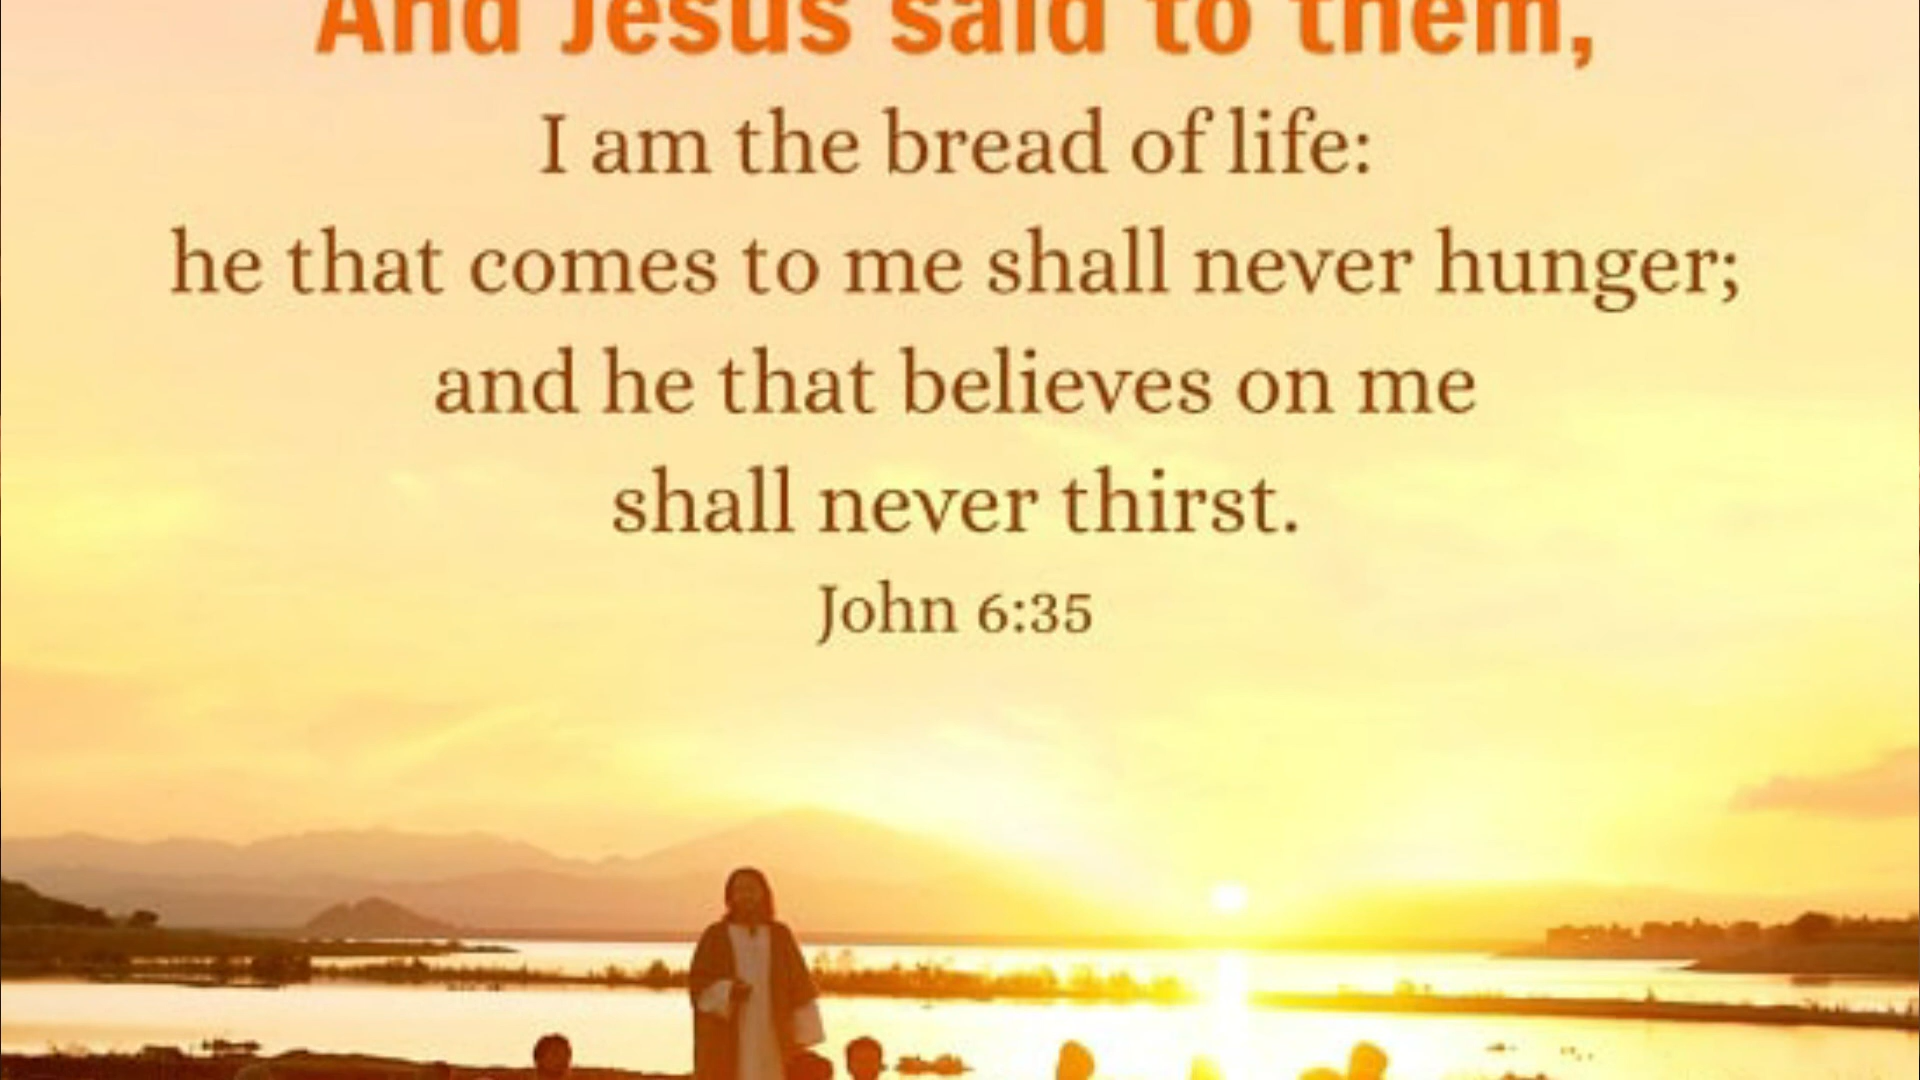 And Jesus said to them,
I am the bread of life:
he that comes to me shall never hunger;
and he that believes on me
shall never thirst.
John 6:35